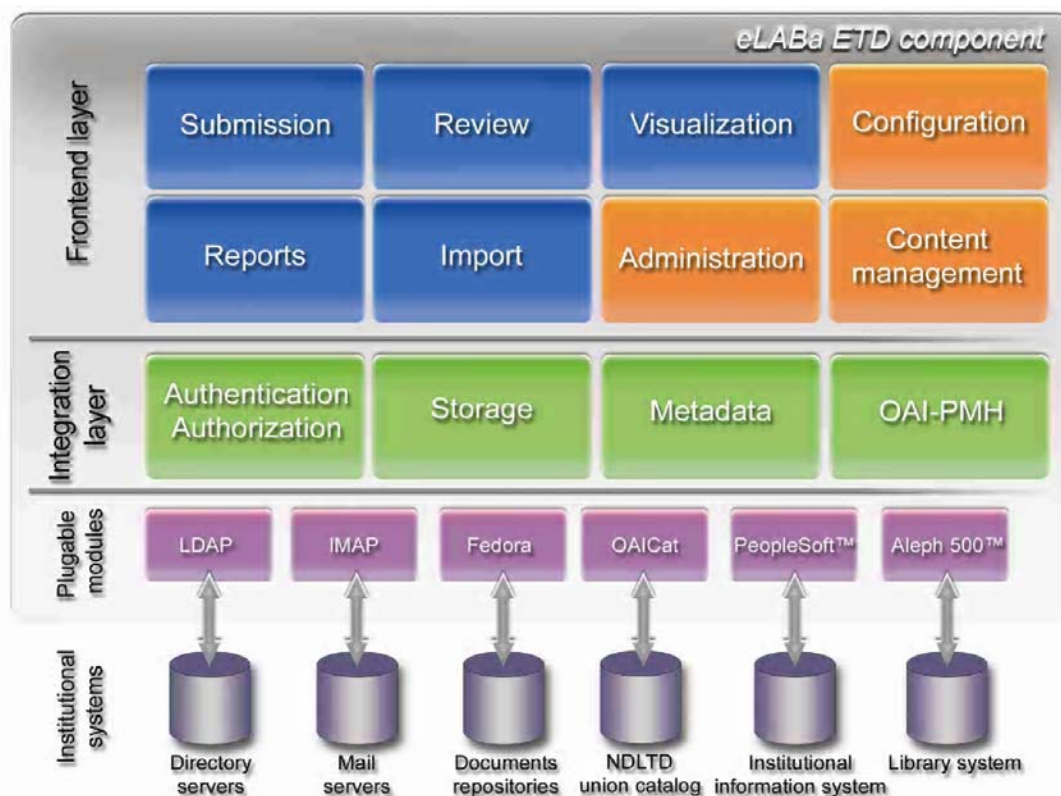 eLABa ETD component
Frontend layer
Submission
Review
Visualization
Configuration
Reports
Import
Administration
Content
management
Integration
layer
Authentication
Authorization
Storage
Metadata
OAI-PMH
Plugable
modules
LDAP
IMAP
Fedora
OAICat
PeopleSoft™
Aleph 500™
Institutional
systems
Directory
servers
Mail
servers
Documents
repositories
NDLTD
union catalog
Institutional
information system
Library system